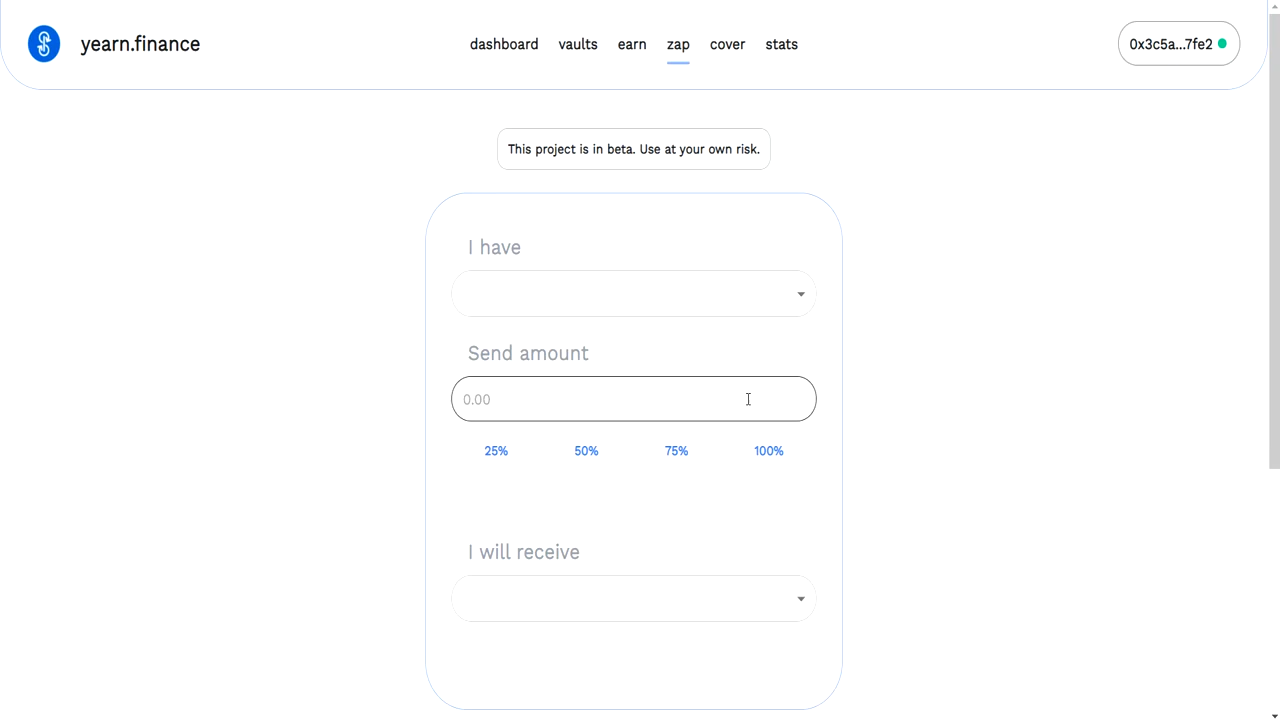 yearn.finance
dashboard vaults earn zap cover stats
0x3c5a...7fe2
This project is in beta. Use at your own risk.
I have
Send amount
0.00
25% 50% 75% 100%
I will receive